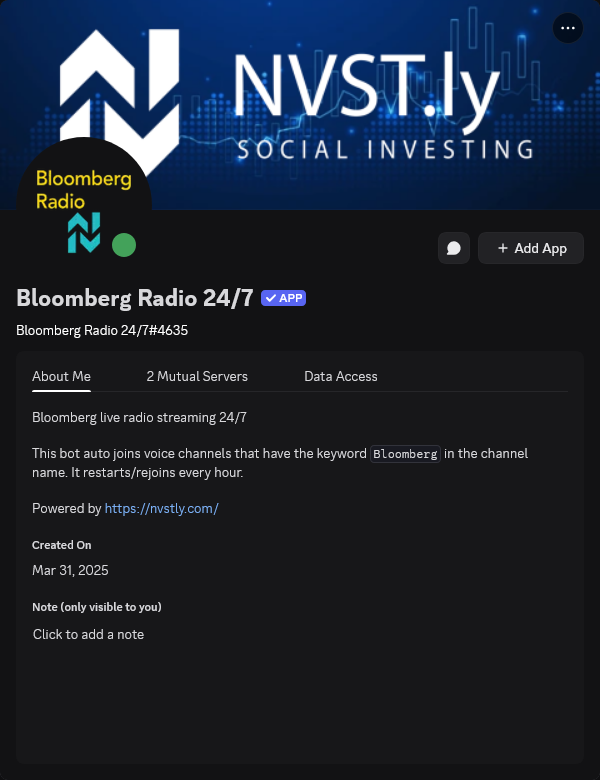 NVST.ly
SOCIAL INVESTING
Bloomberg
Radio
Add App
Bloomberg Radio 24/7 APP
Bloomberg Radio 24/7#4635
About Me 2 Mutual Servers Data Access
Bloomberg live radio streaming 24/7
This bot auto joins voice channels that have the keyword Bloomberg in the channel
name. It restarts/rejoins every hour.
Powered by https://nvstly.com/
Created On
Mar 31, 2025
Note (only visible to you)
Click to add a note